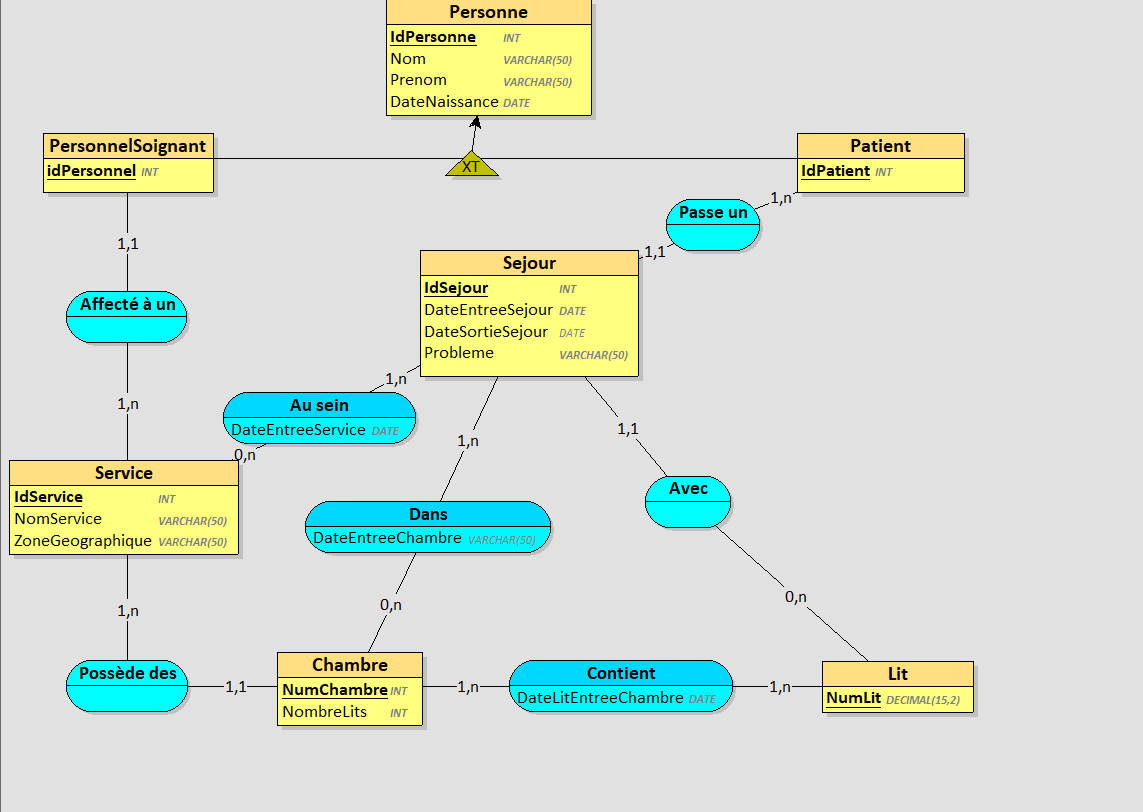 Personne
IdPersonne INT
Nom VARCHAR(50)
Prenom VARCHAR(50)
DateNaissance DATE
PersonnelSoignant
idPersonnel INT
XT
Patient
IdPatient INT
1,n
Passe un
1,1
1,1
Sejour
IdSejour INT
DateEntreeSejour DATE
DateSortieSejour DATE
Probleme VARCHAR(50)
Affecté à un
1,n
1,n
Au sein
DateEntreeService DATE
0,n
1,n
1,1
Service
IdService INT
NomService VARCHAR(50)
ZoneGeographique VARCHAR(50)
Avec
Dans
DateEntreeChambre VARCHAR(50)
1,n
0,n
0,n
Possède des
1,1
Chambre
NumChambre INT
NombreLits INT
1,n
Contient
DateLitEntreeChambre DATE
1,n
Lit
NumLit DECIMAL(15,2)